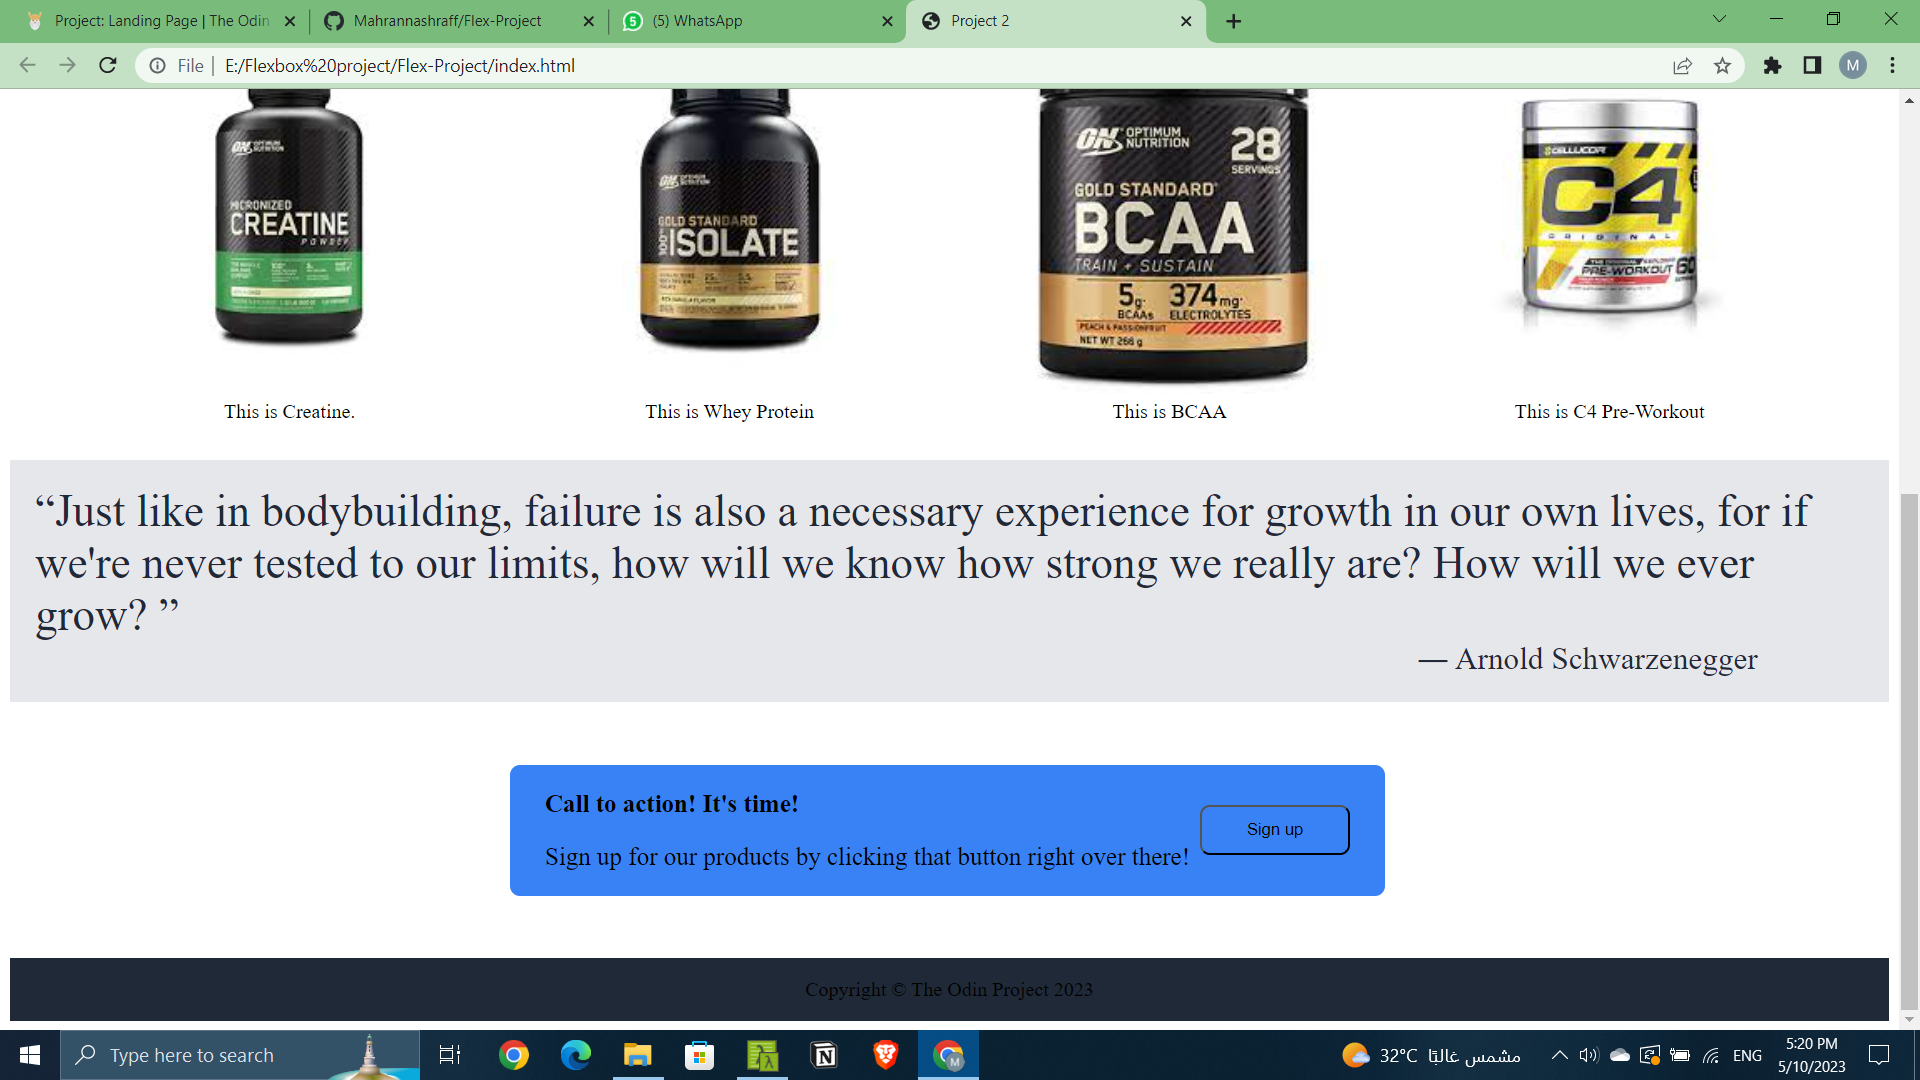 Project: Landing Page | The Odin
Mahrannashraff/Flex-Project
5
(5) WhatsApp
Project 2
File
E:/Flexbox%20project/Flex-Project/index.html
M
ON OPTIMUM NUTRITION
MICRONIZED
CREATINE
POWDER
ON OPTIMUM NUTRITION
GOLD STANDARD
100%
ISOLATE
ON OPTIMUM
NUTRITION
28
SERVINGS
GOLD STANDARD
BCAA
TRAIN + SUSTAIN
5g 374mg
BCAAs ELECTROLYTES
PEACH & PASSIONFRUIT
NET WT 266 g
CELLUCOR
C4
ORIGINAL
PRE-WORKOUT
60
This is Creatine.
This is Whey Protein
This is BCAA
This is C4 Pre-Workout
“Just like in bodybuilding, failure is also a necessary experience for growth in our own lives, for if
we're never tested to our limits, how will we know how strong we really are? How will we ever
grow? ”
— Arnold Schwarzenegger
Call to action! It's time!
Sign up for our products by clicking that button right over there!
Sign up
Copyright © The Odin Project 2023
Type here to search
M
32°C مشمس غالبًا
ENG
5:20 PM
5/10/2023